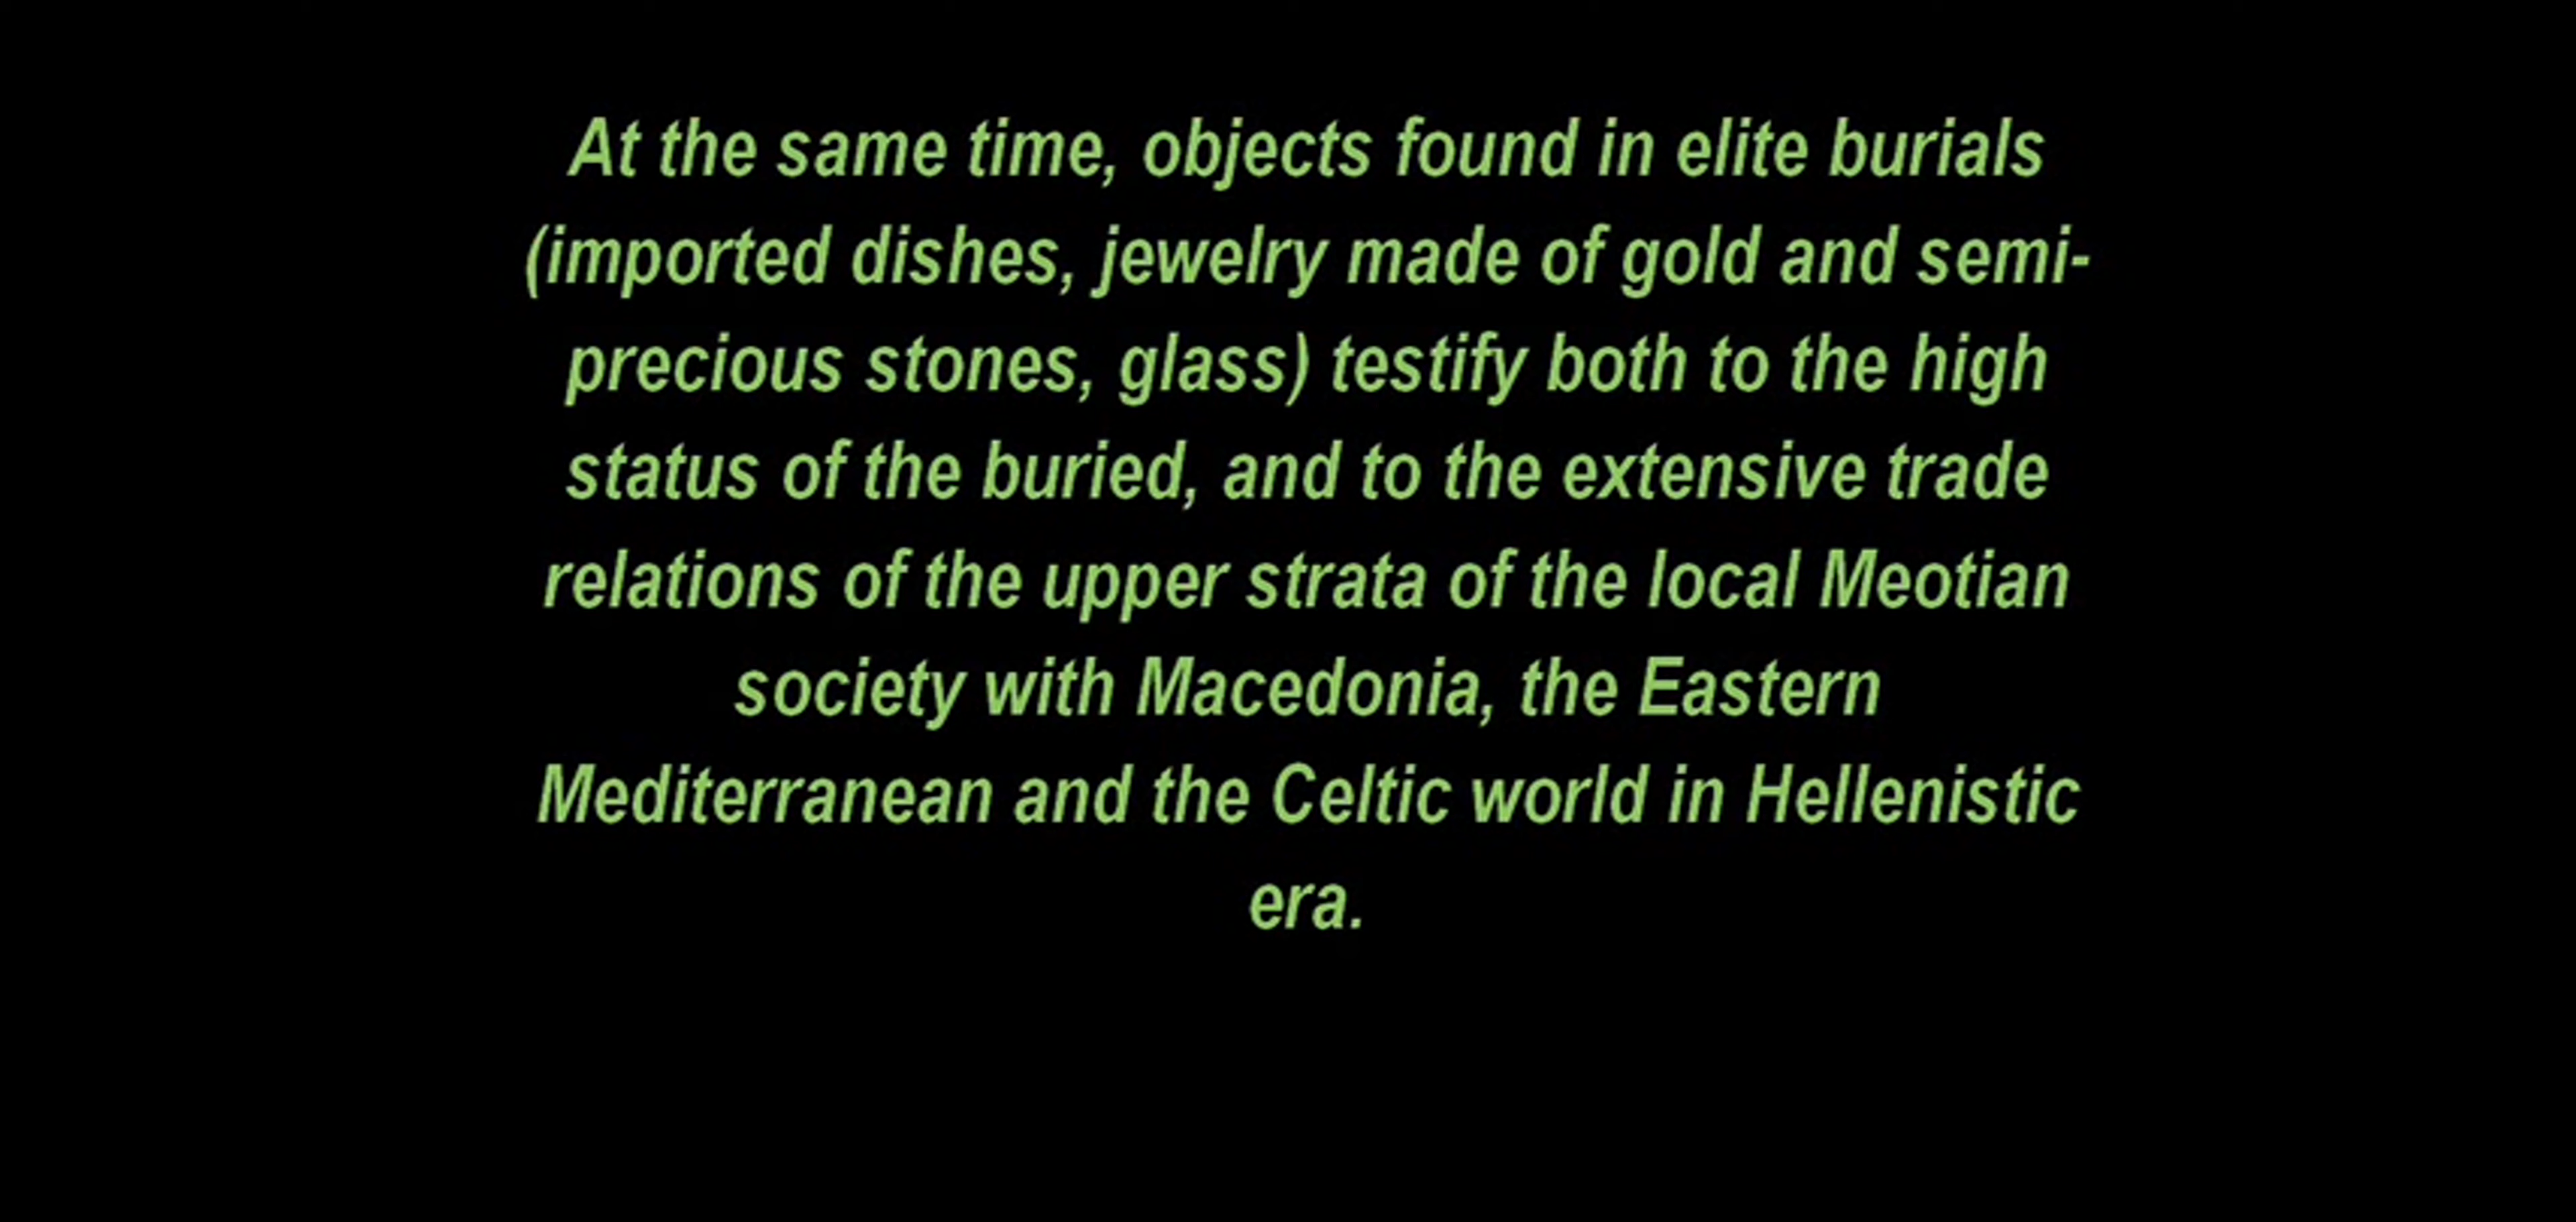 At the same time, objects found in elite burials
(imported dishes, jewelry made of gold and semi-
precious stones, glass) testify both to the high
status of the buried, and to the extensive trade
relations of the upper strata of the local Meotian
society with Macedonia, the Eastern
Mediterranean and the Celtic world in Hellenistic
era.